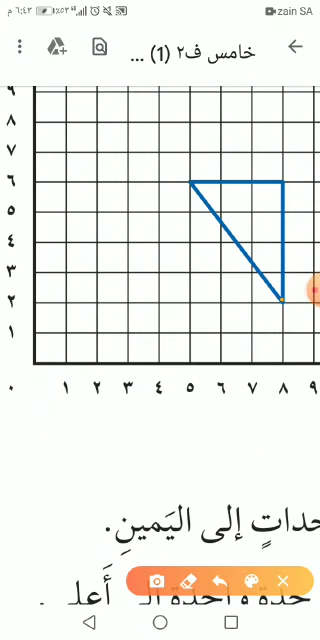 ٦:٤٣ م ٥٣٪ zain SA
خامس ف٢ (1) ...
٩
٨
٧
٦
٥
٤
٣
٢
١
٠ ١ ٢ ٣ ٤ ٥ ٦ ٧ ٨ ٩
إلى اليَمينِ.